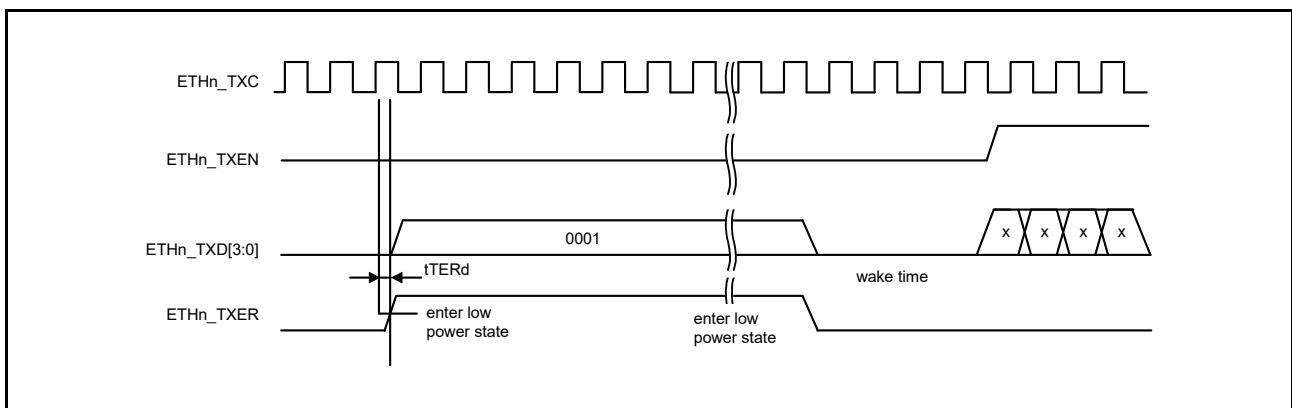 ETHn_TXC
ETHn_TXEN
ETHn_TXD[3:0]
0001
x x x x
tTERd
wake time
ETHn_TXER
enter low
power state
enter low
power state